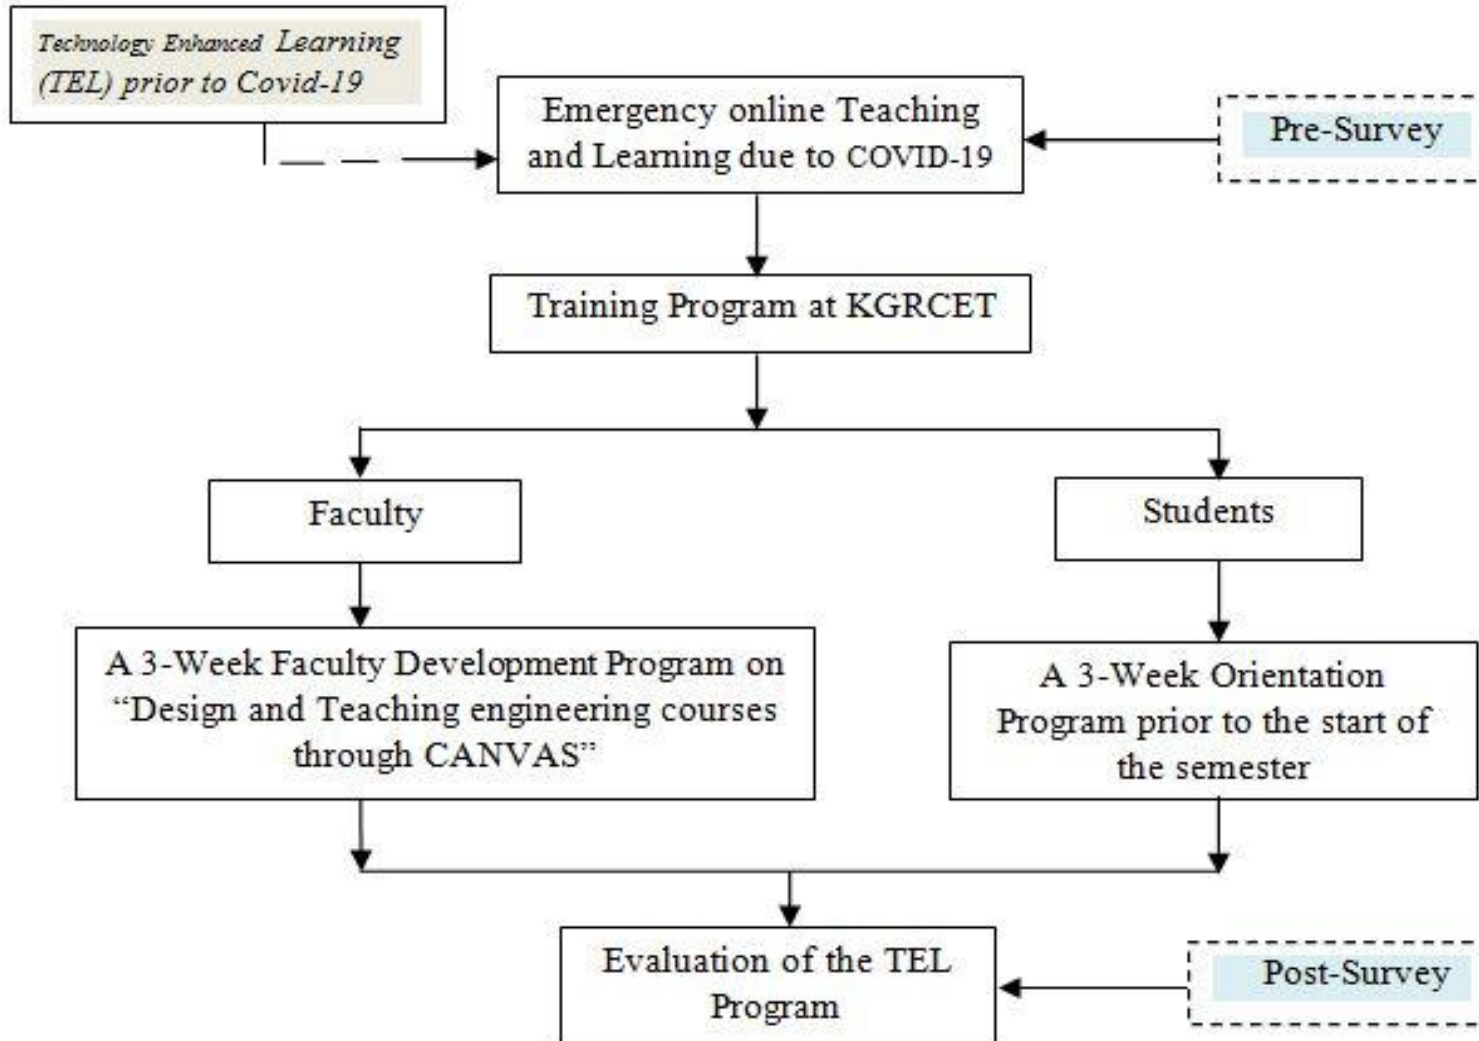 Technology Enhanced Learning
(TEL) prior to Covid-19
Emergency online Teaching
and Learning due to COVID-19
Pre-Survey
Training Program at KGRCET
Faculty
Students
A 3-Week Faculty Development Program on
“Design and Teaching engineering courses
through CANVAS”
A 3-Week Orientation
Program prior to the start of
the semester
Evaluation of the TEL
Program
Post-Survey